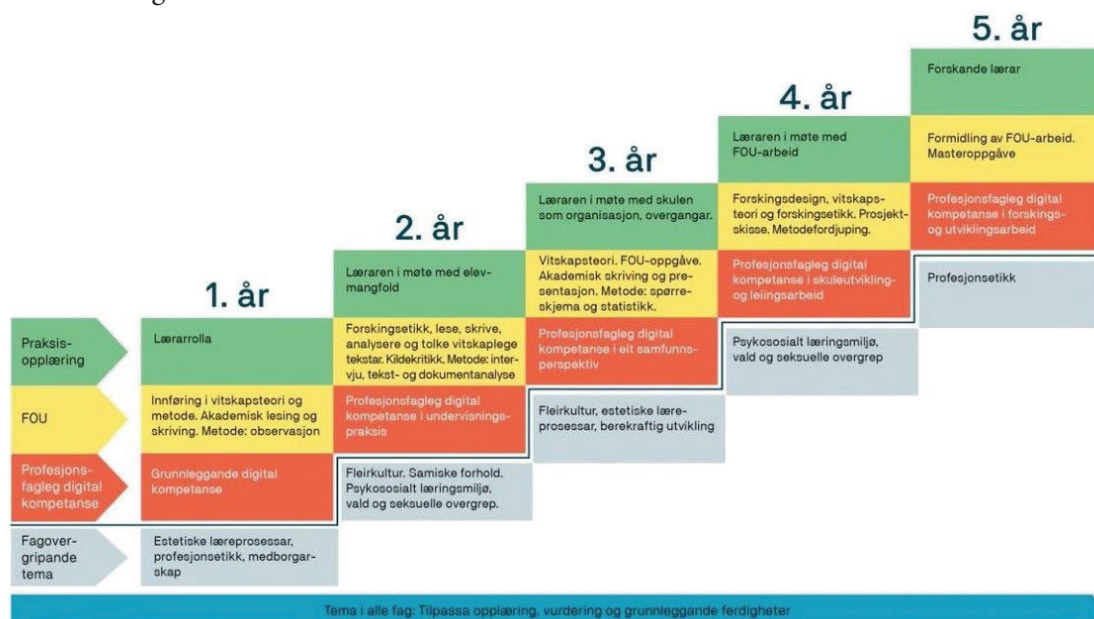 5. år
Forskande lærar
4. år
Læraren i møte med
FOU-arbeid
Formidling av FOU-arbeid.
Masteroppgåve
3. år
Læraren i møte med skulen
som organisasjon, overgangar.
Forskingsdesign, vitskaps-
teori og forskingsetikk. Prosjekt-
skisse. Metodefordjuping.
Profesjonsfagleg digital
kompetanse i forskings-
og utviklingsarbeid
2. år
Læraren i møte med elev-
mangfold
Vitskapsteori. FOU-oppgåve.
Akademisk skriving og pre-
sentasjon. Metode: spørre-
skjema og statistikk.
Profesjonsfagleg digital
kompetanse i skuleutvikling-
og leiingsarbeid
Profesjonsetikk
1. år
Praksis-
opplæring
Lærarrolla
Forskingsetikk, lese, skrive,
analysere og tolke vitskaplege
tekstar. Kildekritikk. Metode: inter-
vju, tekst- og dokumentanalyse
Profesjonsfagleg digital
kompetanse i eit samfunns-
perspektiv
Psykososialt læringsmiljø,
vald og seksuelle overgrep
FOU
Innføring i vitskapsteori og
metode. Akademisk lesing og
skriving. Metode: observasjon
Profesjonsfagleg digital
kompetanse i undervisnings-
praksis
Fleirkultur, estetiske lære-
prosessar, berekraftig utvikling
Profesjons-
fagleg digital
kompetanse
Grunnleggande digital
kompetanse
Fleirkultur. Samiske forhold.
Psykososialt læringsmiljø,
vald og seksuelle overgrep.
Fagover-
gripande
tema
Estetiske læreprosessar,
profesjonsetikk, medborgar-
skap
Tema i alle fag: Tilpassa opplæring, vurdering og grunnleggande ferdigheter